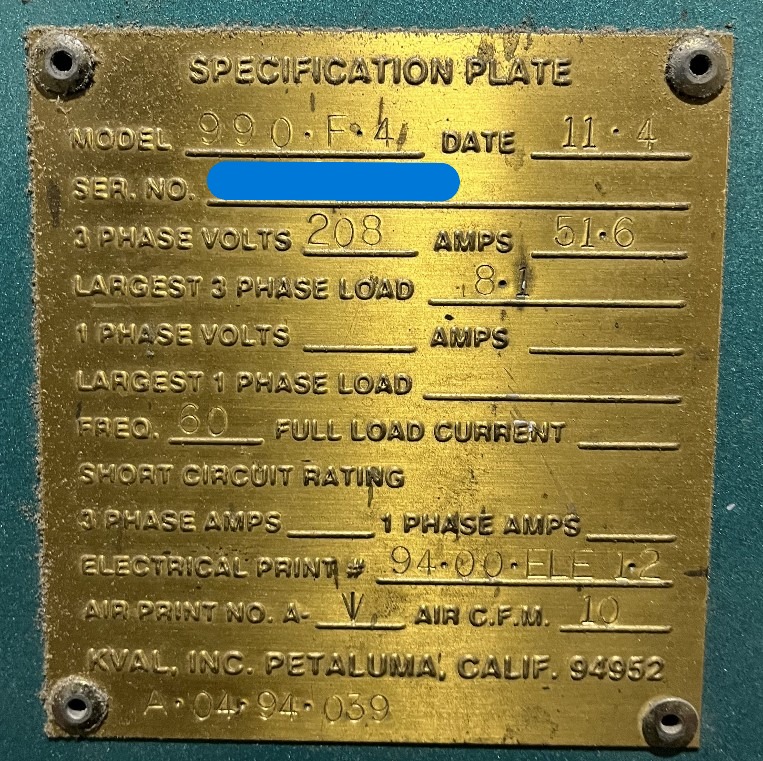 SPECIFICATION PLATE
MODEL 990·F·4 DATE 11·4
SER. NO.
3 PHASE VOLTS 208 AMPS 51·6
LARGEST 3 PHASE LOAD 8·1
1 PHASE VOLTS AMPS
LARGEST 1 PHASE LOAD
FREQ. 60 FULL LOAD CURRENT
SHORT CIRCUIT RATING
3 PHASE AMPS 1 PHASE AMPS
ELECTRICAL PRINT # 94·00·ELE 1·2
AIR PRINT NO. A- AIR C.F.M. 10
KVAL, INC. PETALUMA, CALIF. 94952
A·04·94·039